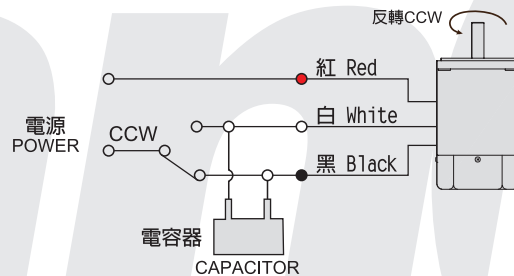 反轉CCW
紅 Red
白 White
電源
POWER
CCW
黑 Black
電容器
CAPACITOR